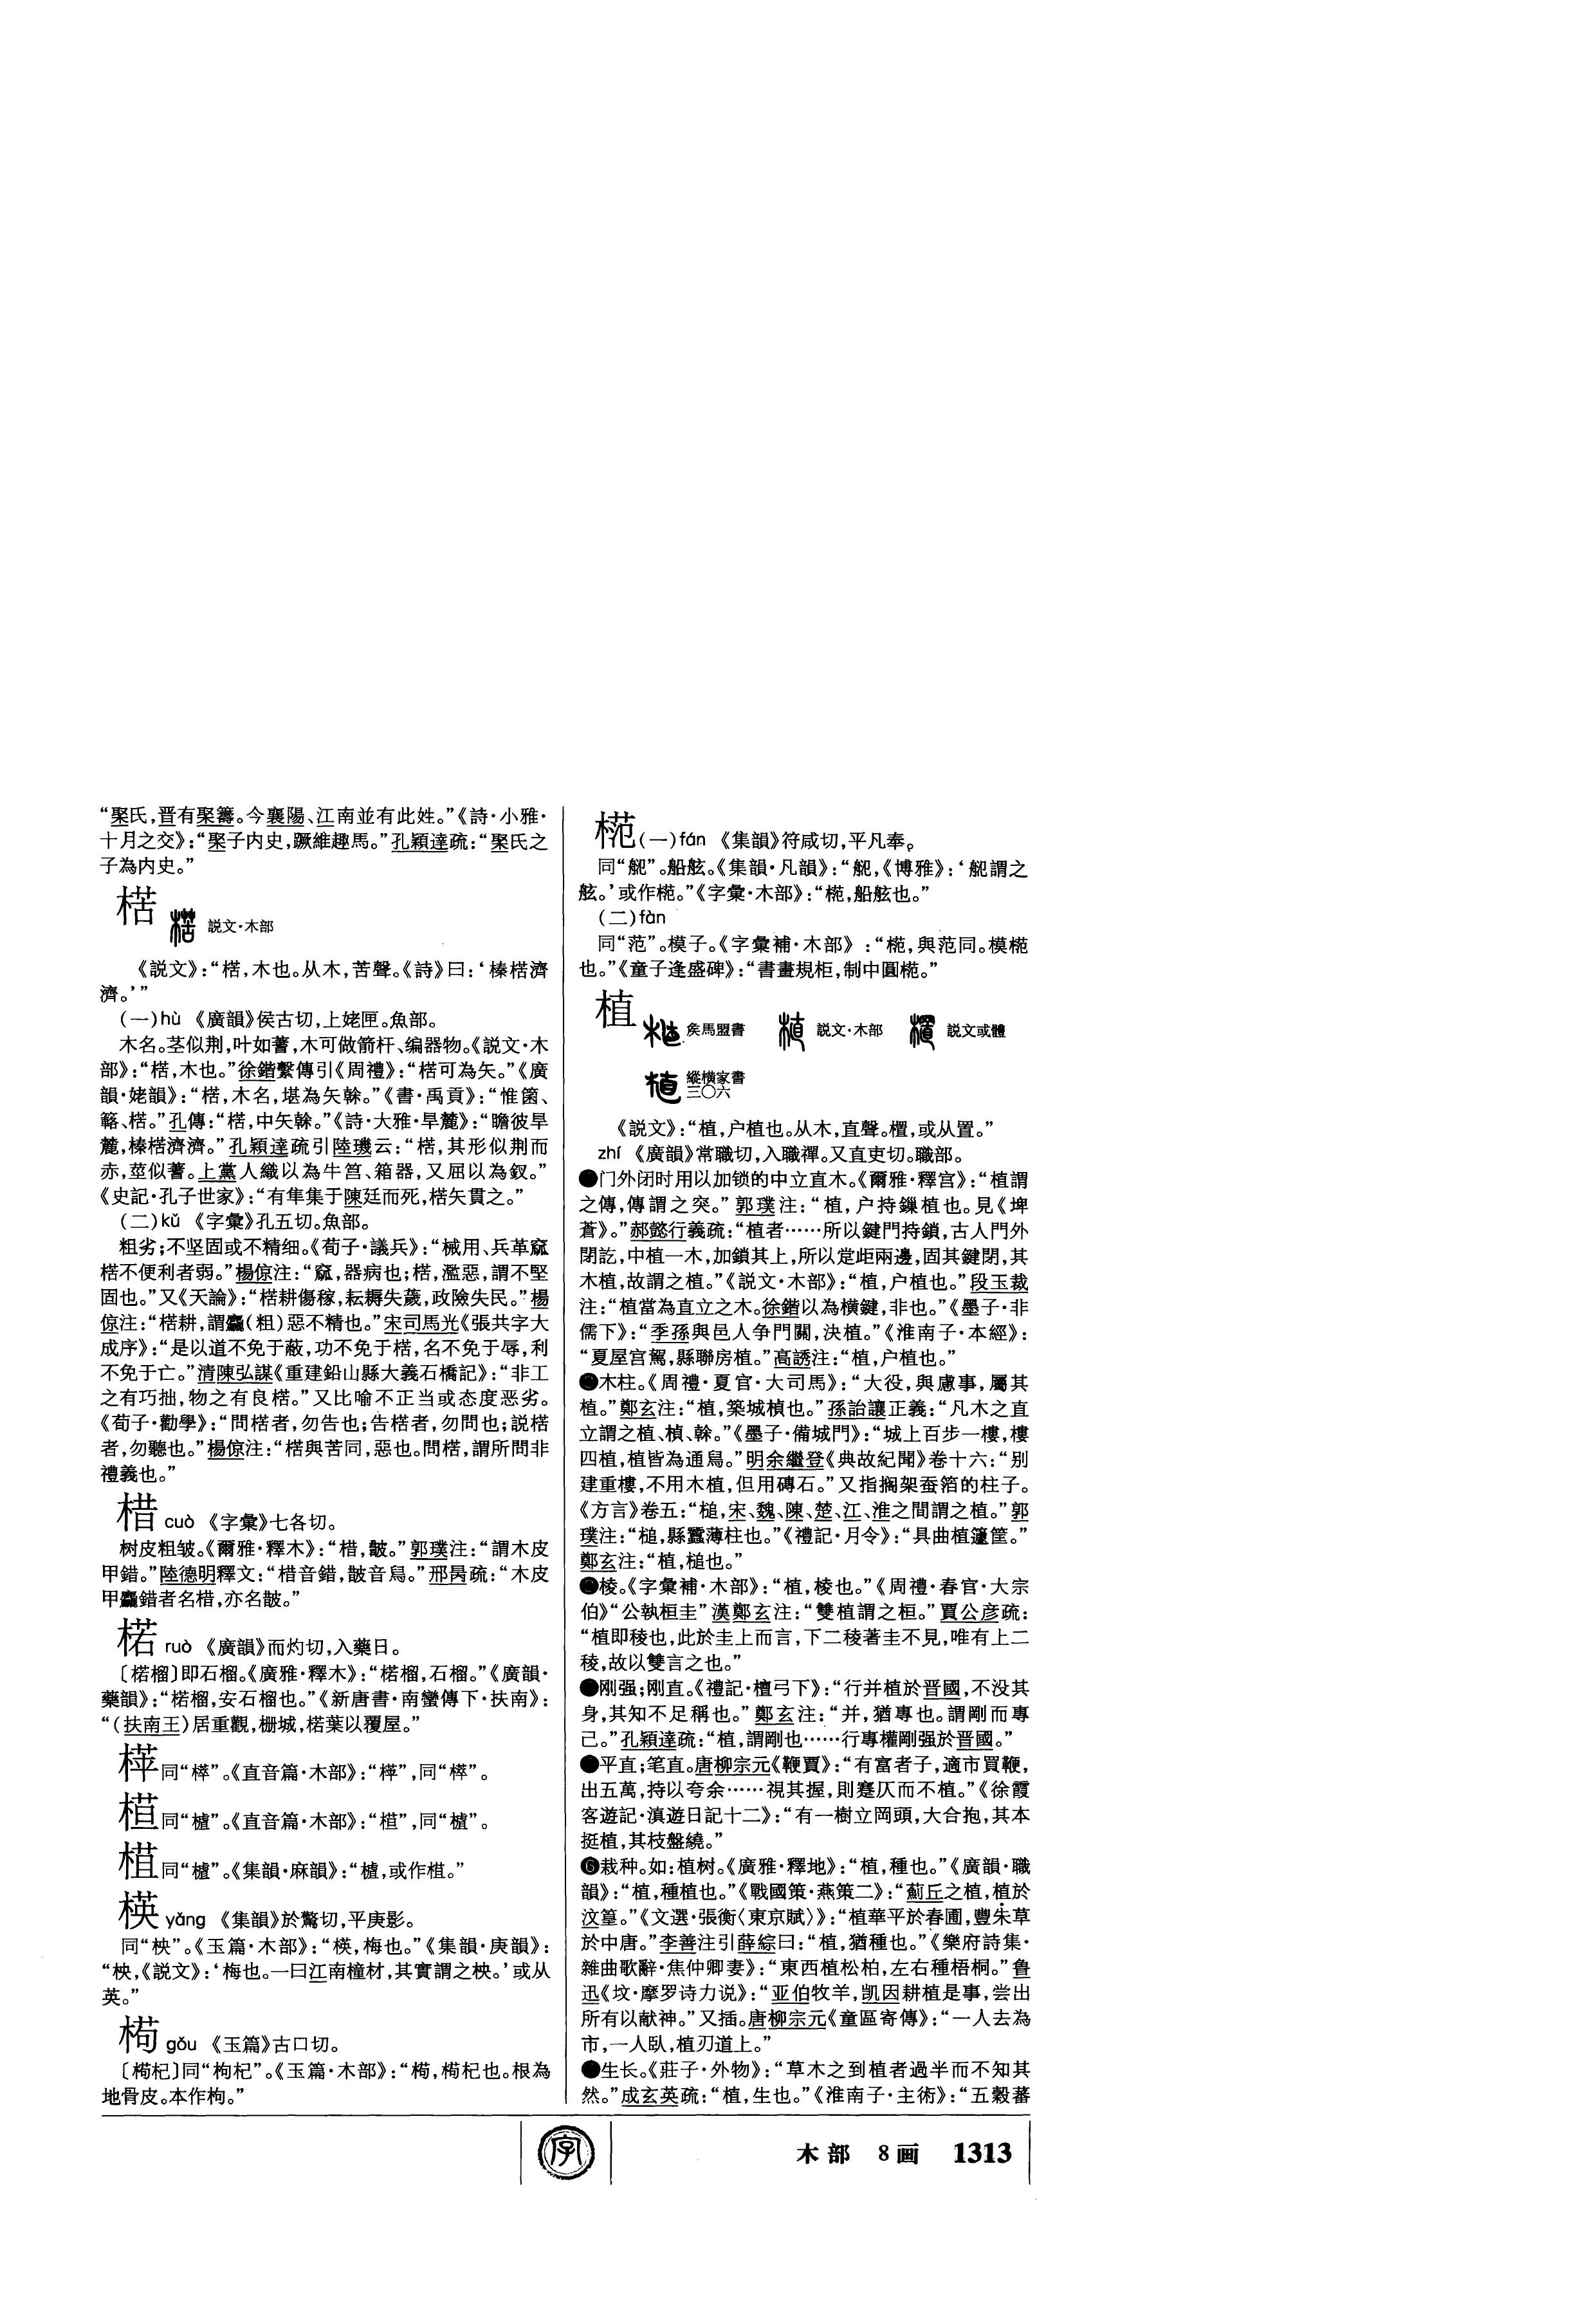 “聚氏，晋有聚籌。今襄陽、江南並有此姓。”《詩·小雅·
十月之交》：“聚子内史，蹶維趣馬。”孔穎達疏：“聚氏之
子為内史。”
楛 説文·木部
《説文》：“楛，木也。从木，苦聲。《詩》曰：‘榛楛濟
濟。’”
（一）hù 《廣韻》侯古切，上姥匣。魚部。
木名。茎似荆，叶如蓍，木可做箭杆、编器物。《説文·木
部》：“楛，木也。”徐鍇繫傳引《周禮》：“楛可為矢。”《廣
韻·姥韻》：“楛，木名，堪為矢榦。”《書·禹貢》：“惟箘、
簵、楛。”孔傳：“楛，中矢榦。”《詩·大雅·旱麓》：“瞻彼旱
麓，榛楛濟濟。”孔穎達疏引陸璣云：“楛，其形似荆而
赤，莖似蓍。上黨人織以為牛筥、箱器，又屈以為釵。”
《史記·孔子世家》：“有隼集于陳廷而死，楛矢貫之。”
（二）kǔ 《字彙》孔五切。魚部。
粗劣；不坚固或不精细。《荀子·議兵》：“械用、兵革窳
楛不便利者弱。”楊倞注：“窳，器病也；楛，濫惡，謂不堅
固也。”又《天論》：“楛耕傷稼，耘耨失薉，政險失民。”楊
倞注：“楛耕，謂麤（粗）惡不精也。”宋司馬光《張共字大
成序》：“是以道不免于蔽，功不免于楛，名不免于辱，利
不免于亡。”清陳弘謀《重建鉛山縣大義石橋記》：“非工
之有巧拙，物之有良楛。”又比喻不正当或态度恶劣。
《荀子·勸學》：“問楛者，勿告也；告楛者，勿問也；説楛
者，勿聽也。”楊倞注：“楛與苦同，惡也。問楛，謂所問非
禮義也。”
棤 cuò 《字彙》七各切。
树皮粗皱。《爾雅·釋木》：“棤，皵。”郭璞注：“謂木皮
甲錯。”陸德明釋文：“棤音錯，皵音舄。”邢昺疏：“木皮
甲麤錯者名棤，亦名皵。”
楉 ruò 《廣韻》而灼切，入藥日。
〔楉榴〕即石榴。《廣雅·釋木》：“楉榴，石榴。”《廣韻·
藥韻》：“楉榴，安石榴也。”《新唐書·南蠻傳下·扶南》：
“（扶南王）居重觀，栅城，楉葉以覆屋。”
同“榟”。《直音篇·木部》：
同“樝”。《直音篇·木部》：
同“樝”。《集韻·麻韻》：“樝，或作柤。”
楧 yǎng 《集韻》於驚切，平庚影。
同“柍”。《玉篇·木部》：“楧，梅也。”《集韻·庚韻》：
“柍，《説文》：‘梅也。一曰江南橦材，其實謂之柍。’或从
英。”
gǒu 《玉篇》古口切。
同“枸杞”。《玉篇·木部》：根為
地骨皮。本作枸。”
（一）fán 《集韻》符咸切，平凡奉。
同“舤”。船舷。《集韻·凡韻》：“舤，《博雅》：‘舤謂之
舷。’或作㮄。”《字彙·木部》：“㮄，船舷也。”
（二）fàn
同“范”。模子。《字彙補·木部》：“㮄，與范同。模㮄
也。”《童子逢盛碑》：“書畫規柜，制中圓㮄。”
植 矦馬盟書 説文·木部 説文或體
縱横家書
三〇六
《説文》：“植，户植也。从木，直聲。㯰，或从置。”
zhí 《廣韻》常職切，入職禪。又直吏切。職部。
●门外闭时用以加锁的中立直木。《爾雅·釋宫》：“植謂
之傳，傳謂之突。”郭璞注：“植，户持鏁植也。見《埤
蒼》。”郝懿行義疏：“植者……所以鍵門持鎖，古人門外
閉訖，中植一木，加鎖其上，所以定歫兩邊，固其鍵閉，其
木植，故謂之植。”《説文·木部》：“植，户植也。”段玉裁
注：“植當為直立之木。徐鍇以為横鍵，非也。”《墨子·非
儒下》：“季孫與邑人争門關，決植。”《淮南子·本經》：
“夏屋宫駕，縣聯房植。”高誘注：“植，户植也。”
●木柱。《周禮·夏官·大司馬》：“大役，與慮事，屬其
植。”鄭玄注：“植，築城楨也。”孫詒讓正義：“凡木之直
立謂之植、楨、榦。”《墨子·備城門》：“城上百步一樓，樓
四植，植皆為通舄。”明余繼登《典故紀聞》卷十六：“别
建重樓，不用木植，但用磚石。”又指搁架蚕箔的柱子。
《方言》卷五：“槌，宋、魏、陳、楚、江、淮之間謂之植。”郭
璞注：“槌，縣蠶薄柱也。”《禮記·月令》：“具曲植籧筐。”
鄭玄注：“植，槌也。”
●棱。《字彙補·木部》：“植，棱也。”《周禮·春官·大宗
伯》“公執桓圭”漢鄭玄注：“雙植謂之桓。”賈公彦疏：
“植即稜也，此於圭上而言，下二稜著圭不見，唯有上二
稜，故以雙言之也。”
●刚强；刚直。《禮記·檀弓下》：“行并植於晋國，不没其
身，其知不足稱也。”鄭玄注：“并，猶專也。謂剛而專
己。”孔穎達疏：“植，謂剛也……行專權剛强於晋國。”
●平直；笔直。唐柳宗元《鞭賈》：“有富者子，適市買鞭，
出五萬，持以夸余……視其握，則蹇仄而不植。”《徐霞
客遊記·滇遊日記十二》：“有一樹立岡頭，大合抱，其本
挺植，其枝盤繞。”
❻栽种。如：植树。《廣雅·釋地》：“植，種也。”《廣韻·職
韻》：“植，種植也。”《戰國策·燕策二》：“薊丘之植，植於
汶篁。”《文選·張衡〈東京賦〉》：“植華平於春圃，豐朱草
於中唐。”李善注引薛綜曰：“植，猶種也。”《樂府詩集·
雜曲歌辭·焦仲卿妻》：“東西植松柏，左右種梧桐。”鲁
迅《坟·摩罗诗力说》：“亚伯牧羊，凯因耕植是事，尝出
所有以献神。”又插。唐柳宗元《童區寄傳》：“一人去為
市，一人臥，植刃道上。”
●生长。《莊子·外物》：“草木之到植者過半而不知其
然。”成玄英疏：“植，生也。”《淮南子·主術》：“五穀蕃
字
木部 8画 1313